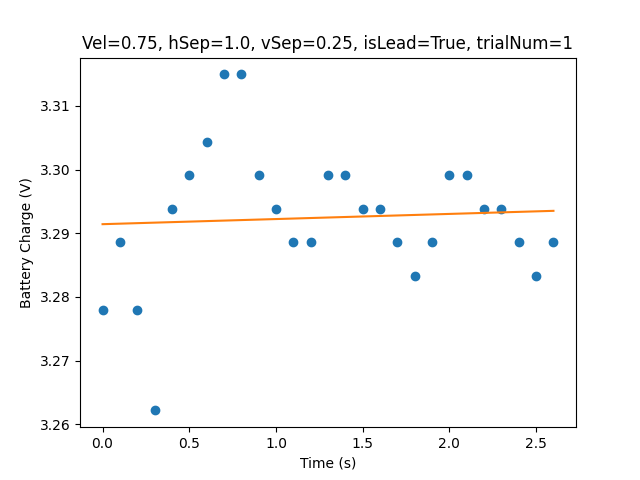 Vel=0.75, hSep=1.0, vSep=0.25, isLead=True, trialNum=1
3.31
3.30
3.29
3.28
3.27
3.26
Battery Charge (V)
0.0 0.5 1.0 1.5 2.0 2.5
Time (s)